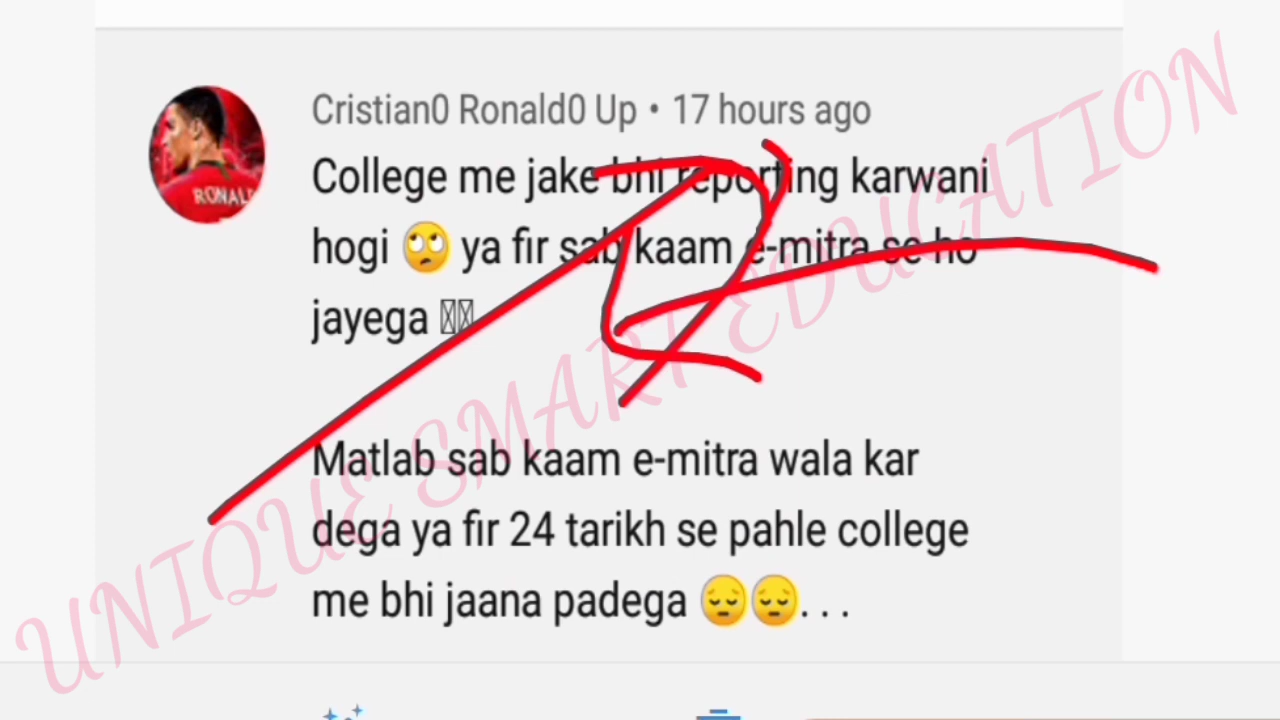 Cristian0 Ronald0 Up • 17 hours ago
College me jake bhi reporting karwani
hogi 🙄 ya fir sab kaam e-mitra se ho
jayega
Matlab sab kaam e-mitra wala kar
dega ya fir 24 tarikh se pahle college
me bhi jaana padega 😔😔. . .
RONAL
UNIQUE SMART EDUCATION